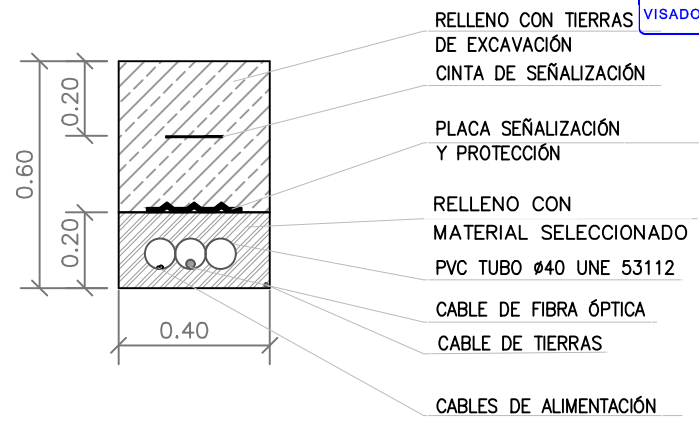 RELLENO CON TIERRAS
DE EXCAVACIÓN
VISADO
CINTA DE SEÑALIZACIÓN
PLACA SEÑALIZACIÓN
Y PROTECCIÓN
RELLENO CON
MATERIAL SELECCIONADO
PVC TUBO ø40 UNE 53112
CABLE DE FIBRA ÓPTICA
CABLE DE TIERRAS
CABLES DE ALIMENTACIÓN
0.20
0.60
0.20
0.40